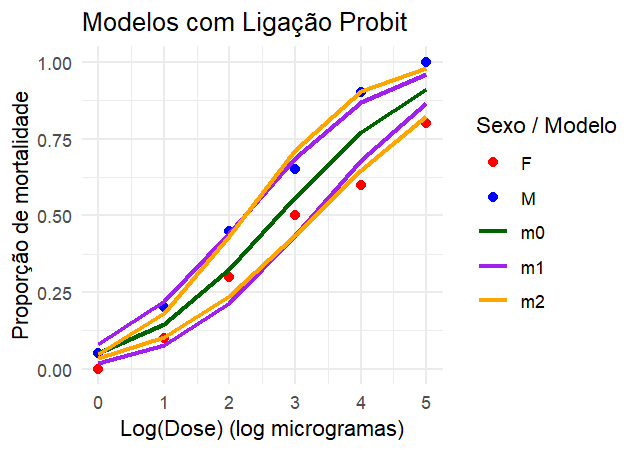 Modelos com Ligação Probit
Proporção de mortalidade
1.00
0.75
0.50
0.25
0.00
0 1 2 3 4 5
Log(Dose) (log microgramas)
Sexo / Modelo
F
M
m0
m1
m2